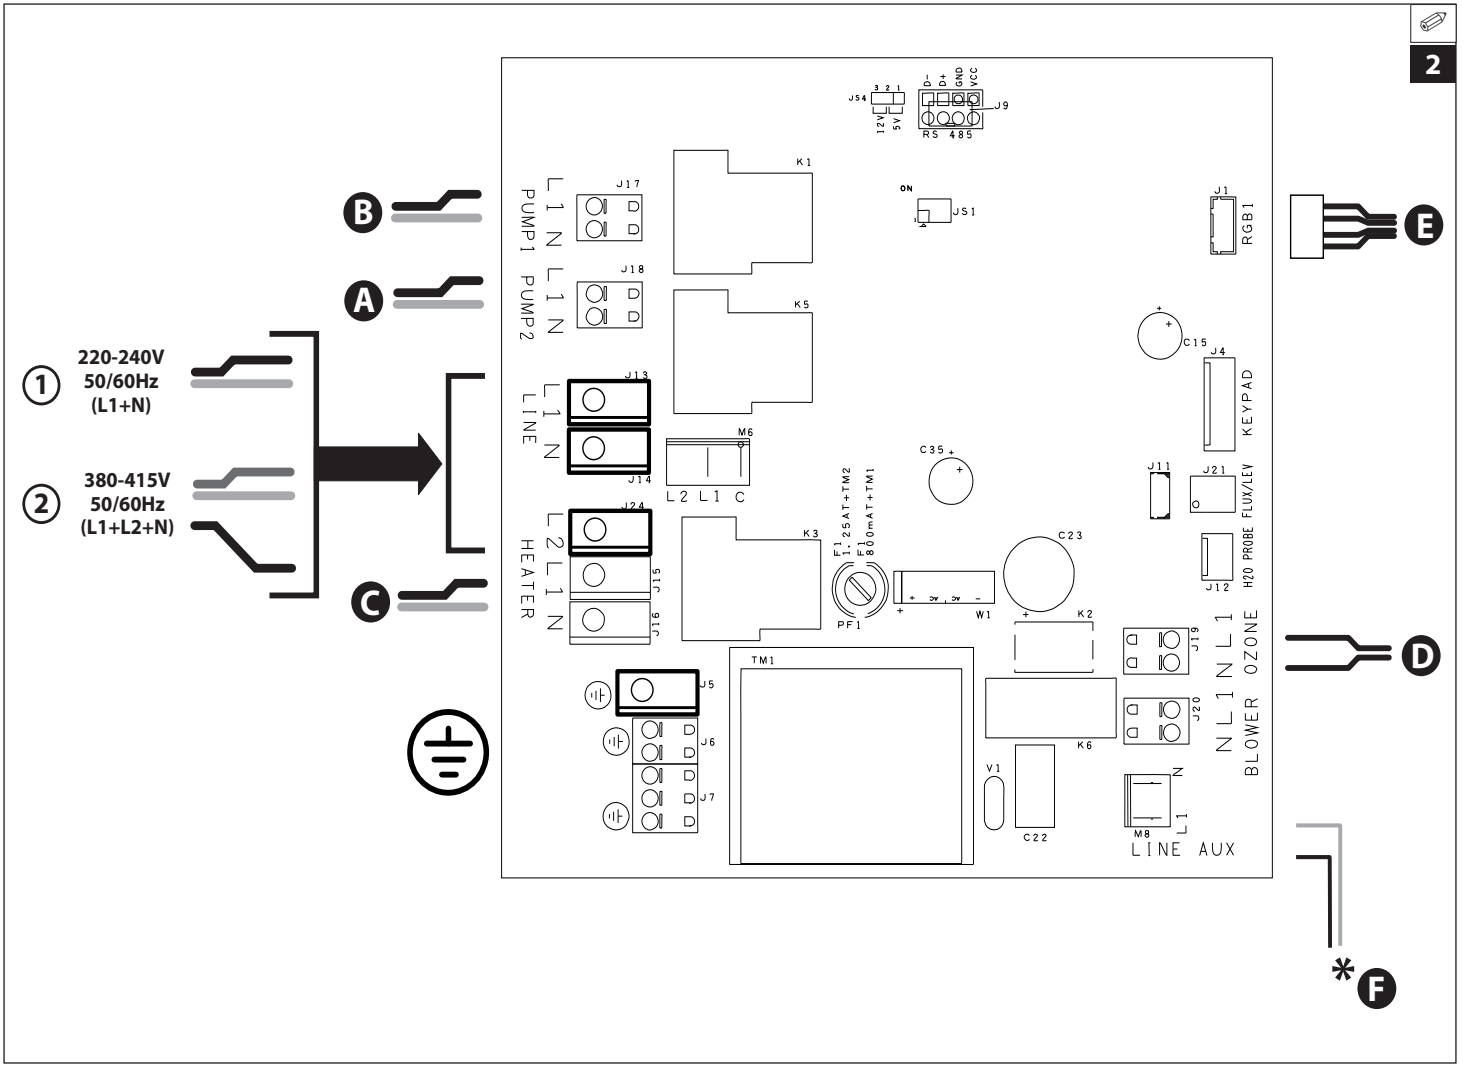 2
D- D+ GND VCC
JS4 3 2 1
12V 5V
J9
RS 485
B
PUMP1 L1 N
J17
K1
ON
JS1
J1
RGB1
E
A
PUMP2 L1 N
J18
K5
C15
J4
KEYPAD
1
220-240V
50/60Hz
(L1+N)
LINE L1 N
J13
J14
M6
L2 L1 C
C35
J11
J21
FLUX/LEV
2
380-415V
50/60Hz
(L1+L2+N)
HEATER L2 L1 N
J24
J15
J16
K3
F1
1.25AT+TM2
F1
800mAT+TM1
PF1
W1
+ AC AC -
C23
J12
H2O PROBE
C
K2
J19
N L1
OZONE
D
TM1
J5
J6
J7
K6
J20
N L1
BLOWER
V1
C22
M8
N
L1
LINE AUX
* F